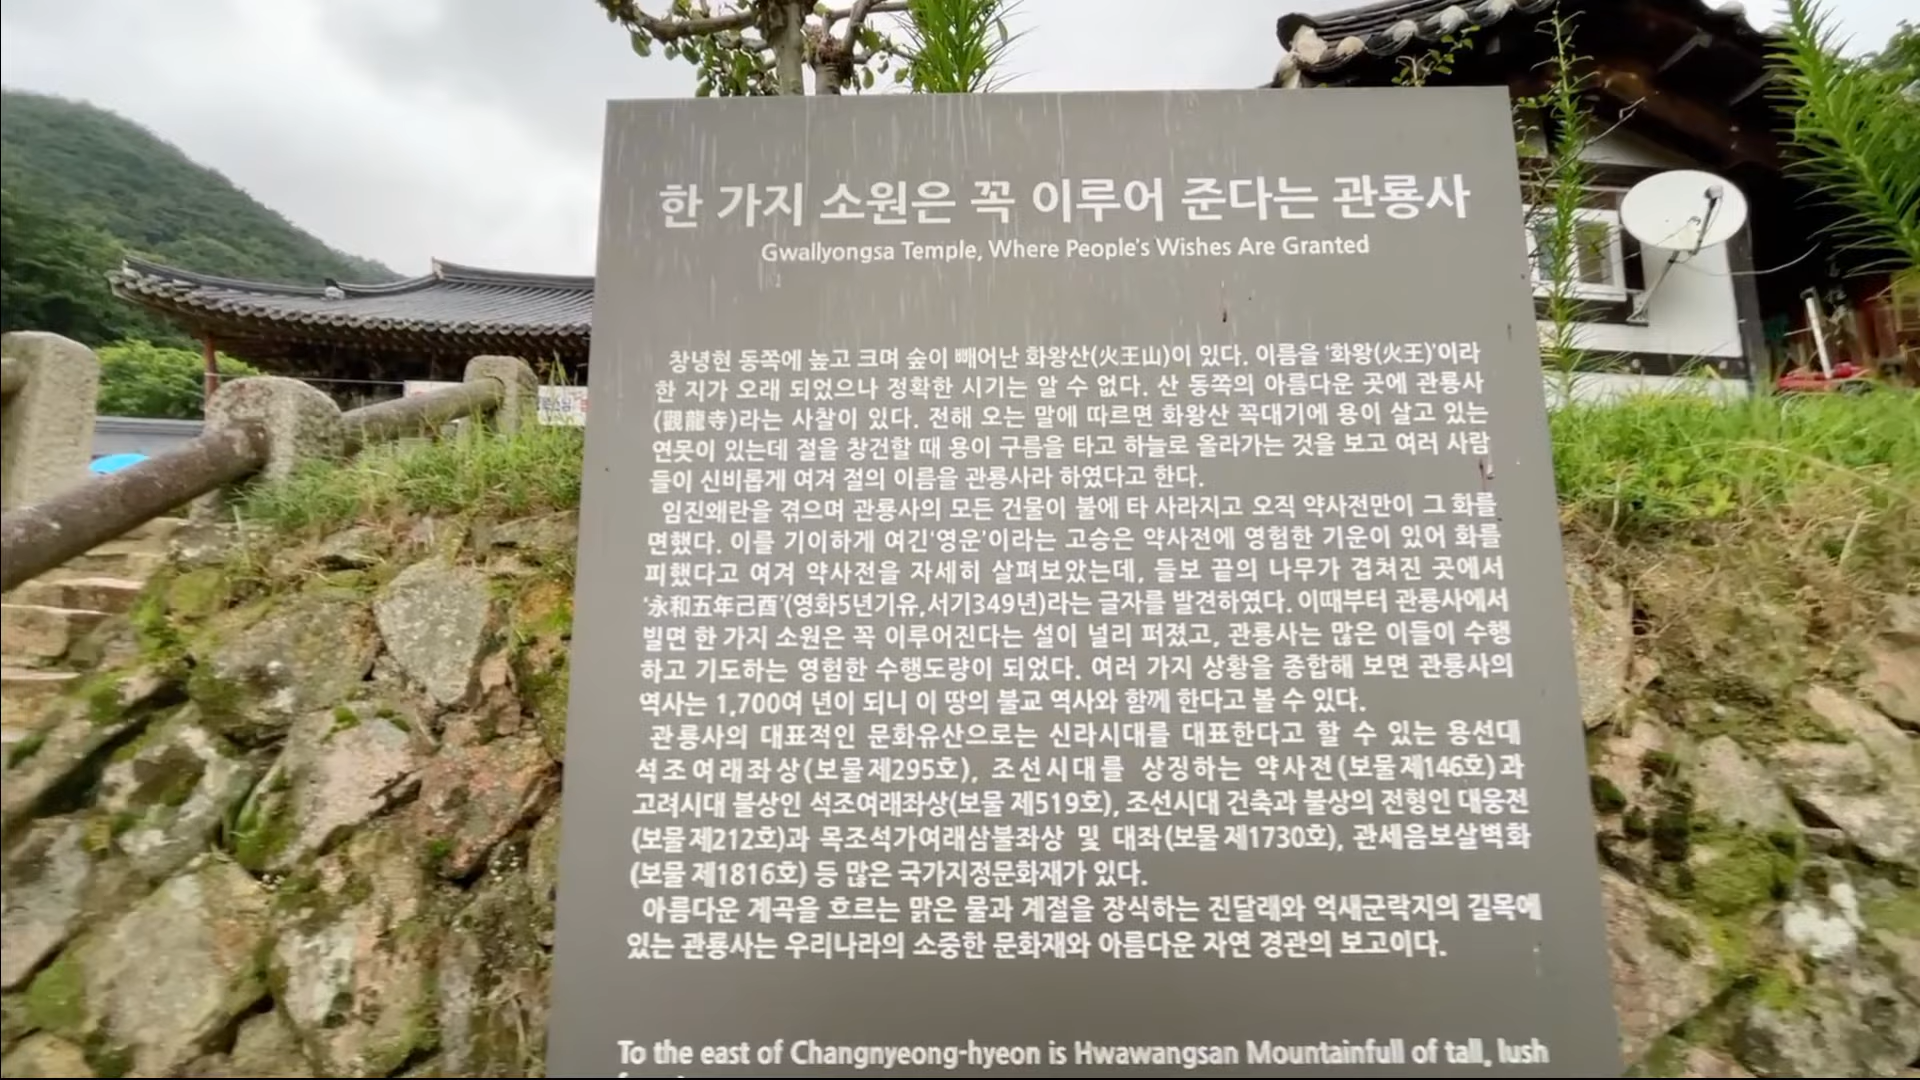 한 가지 소원은 꼭 이루어 준다는 관룡사
Gwallyongsa Temple, Where People's Wishes Are Granted
창녕현 동쪽에 높고 크며 숲이 빼어난 화왕산(火王山)이 있다. 이름을 '화왕(火王)'이라
한 지가 오래 되었으나 정확한 시기는 알 수 없다. 산 동쪽의 아름다운 곳에 관룡사
(觀龍寺)라는 사찰이 있다. 전해 오는 말에 따르면 화왕산 꼭대기에 용이 살고 있는
연못이 있는데 절을 창건할 때 용이 구름을 타고 하늘로 올라가는 것을 보고 여러 사람
들이 신비롭게 여겨 절의 이름을 관룡사라 하였다고 한다.
임진왜란을 겪으며 관룡사의 모든 건물이 불에 타 사라지고 오직 약사전만이 그 화를
면했다. 이를 기이하게 여긴'영운'이라는 고승은 약사전에 영험한 기운이 있어 화를
피했다고 여겨 약사전을 자세히 살펴보았는데, 들보 끝의 나무가 겹쳐진 곳에서
'永和五年己酉'(영화5년기유,서기349년)라는 글자를 발견하였다. 이때부터 관룡사에서
빌면 한 가지 소원은 꼭 이루어진다는 설이 널리 퍼졌고, 관룡사는 많은 이들이 수행
하고 기도하는 영험한 수행도량이 되었다. 여러 가지 상황을 종합해 보면 관룡사의
역사는 1,700여 년이 되니 이 땅의 불교 역사와 함께 한다고 볼 수 있다.
관룡사의 대표적인 문화유산으로는 신라시대를 대표한다고 할 수 있는 용선대
석조여래좌상(보물제295호), 조선시대를 상징하는 약사전(보물제146호)과
고려시대 불상인 석조여래좌상(보물 제519호), 조선시대 건축과 불상의 전형인 대웅전
(보물제212호)과 목조석가여래삼불좌상 및 대좌(보물제1730호), 관세음보살벽화
(보물 제1816호) 등 많은 국가지정문화재가 있다.
아름다운 계곡을 흐르는 맑은 물과 계절을 장식하는 진달래와 억새군락지의 길목에
있는 관룡사는 우리나라의 소중한 문화재와 아름다운 자연 경관의 보고이다.
To the east of Changnyeong-hyeon is Hwawangsan Mountainfull of tall, lush